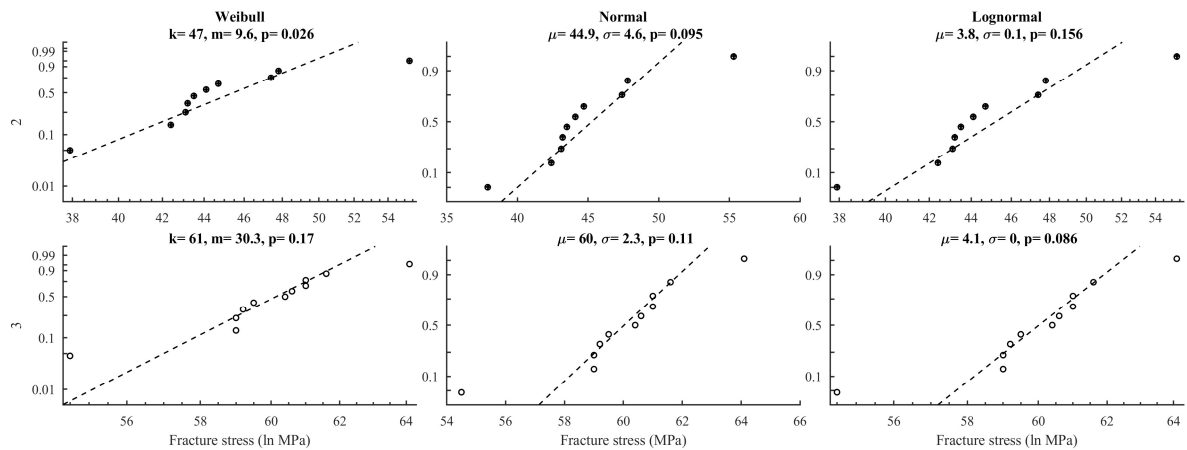 Weibull
k= 47, m= 9.6, p= 0.026
Normal
μ= 44.9, σ= 4.6, p= 0.095
Lognormal
μ= 3.8, σ= 0.1, p= 0.156
0.99
0.9
0.5
0.1
0.01
2
38 40 42 44 46 48 50 52 54
0.9
0.5
0.1
35 40 45 50 55 60
0.9
0.5
0.1
38 40 42 44 46 48 50 52 54
k= 61, m= 30.3, p= 0.17
μ= 60, σ= 2.3, p= 0.11
μ= 4.1, σ= 0, p= 0.086
0.99
0.9
0.5
0.1
0.01
3
56 58 60 62 64
Fracture stress (ln MPa)
0.9
0.5
0.1
54 56 58 60 62 64 66
Fracture stress (MPa)
0.9
0.5
0.1
56 58 60 62 64
Fracture stress (ln MPa)